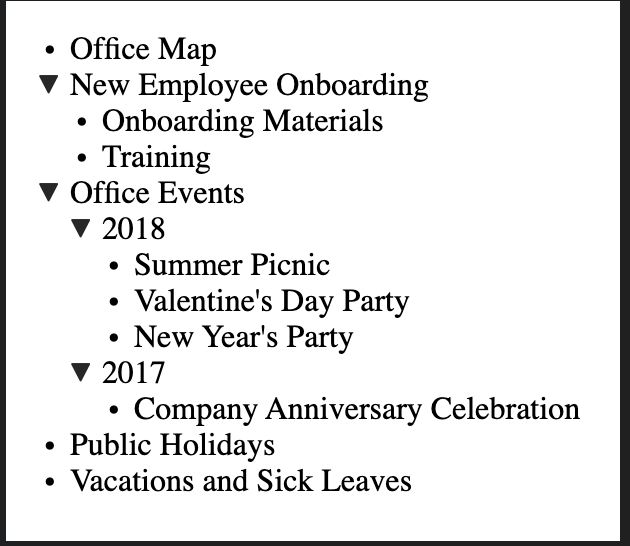 • Office Map
▼ New Employee Onboarding
• Onboarding Materials
• Training
▼ Office Events
▼ 2018
• Summer Picnic
• Valentine's Day Party
• New Year's Party
▼ 2017
• Company Anniversary Celebration
• Public Holidays
• Vacations and Sick Leaves